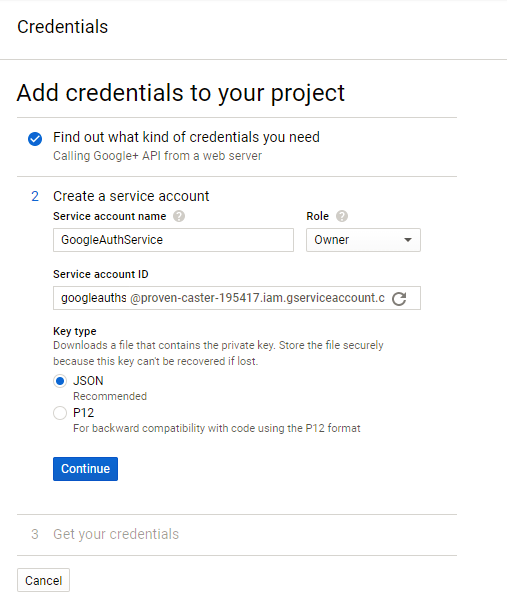 Credentials
Add credentials to your project
Find out what kind of credentials you need
Calling Google+ API from a web server
2 Create a service account
Service account name ? Role ?
GoogleAuthService Owner
Service account ID
googleauths @proven-caster-195417.iam.gserviceaccount.c
Key type
Downloads a file that contains the private key. Store the file securely
because this key can't be recovered if lost.
JSON
Recommended
P12
For backward compatibility with code using the P12 format
Continue
3 Get your credentials
Cancel